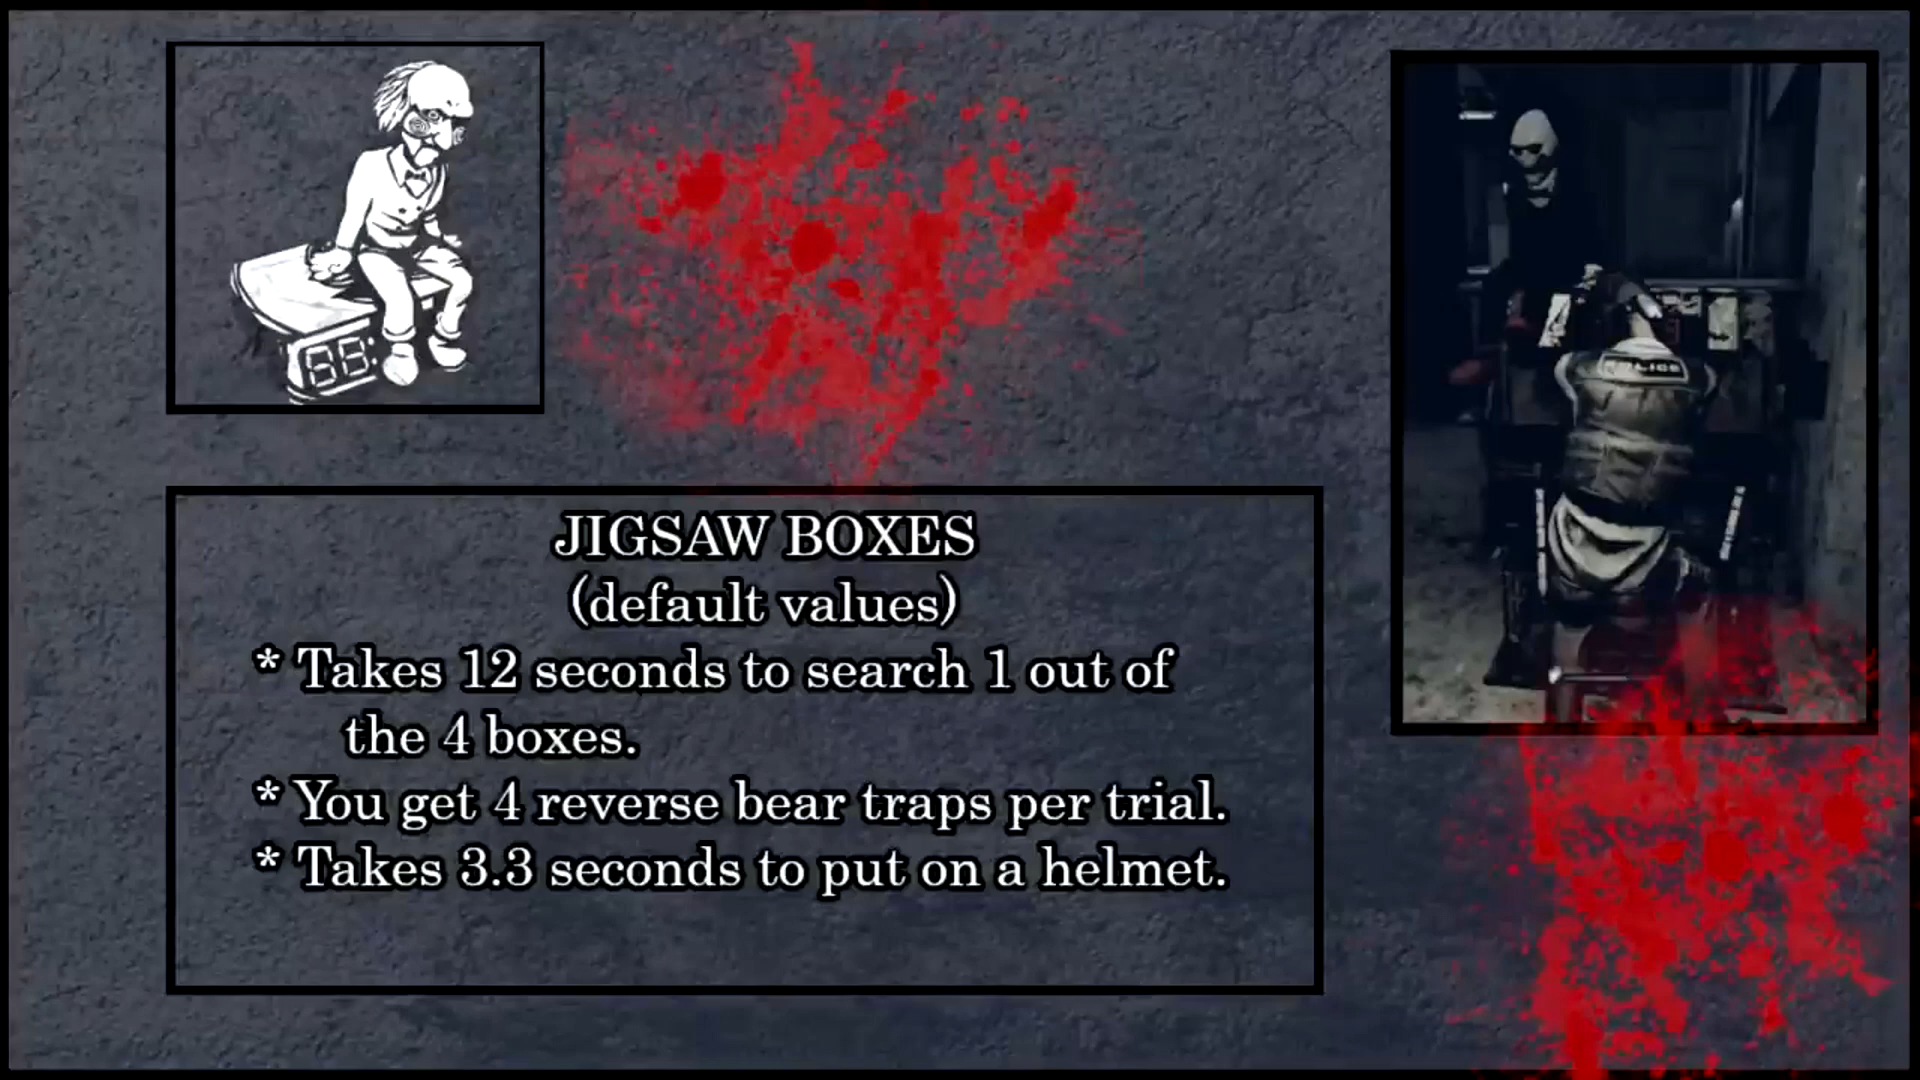 JIGSAW BOXES
(default values)
* Takes 12 seconds to search 1 out of
the 4 boxes.
* You get 4 reverse bear traps per trial.
* Takes 3.3 seconds to put on a helmet.
POLICE